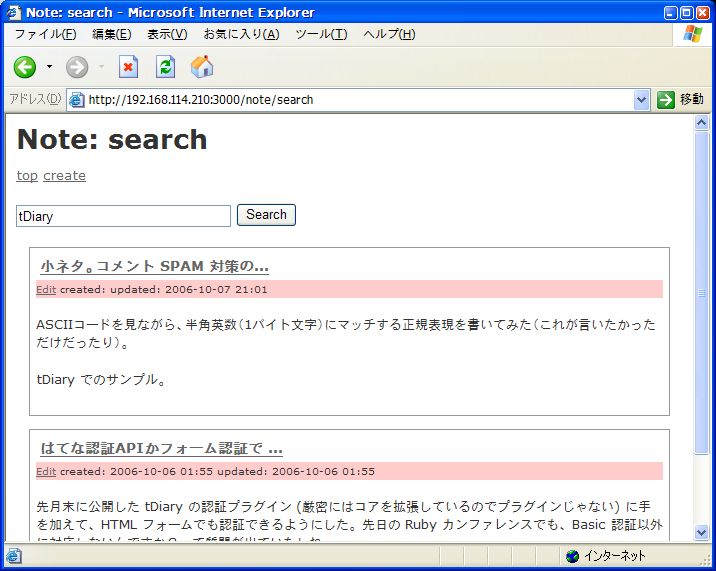 Note: search - Microsoft Internet Explorer
ファイル(F) 編集(E) 表示(V) お気に入り(A) ツール(T) ヘルプ(H)
アドレス(D) http://192.168.114.210:3000/note/search 移動
Note: search
top create
tDiary Search
小ネタ。コメント SPAM 対策の...
Edit created: updated: 2006-10-07 21:01
ASCIIコードを見ながら、半角英数(1バイト文字)にマッチする正規表現を書いてみた(これが言いたかった
だけだったり)。
tDiary でのサンプル。
はてな認証APIかフォーム認証で ...
Edit created: 2006-10-06 01:55 updated: 2006-10-06 01:55
先月末に公開した tDiary の認証プラグイン (厳密にはコアを拡張しているのでプラグインじゃない) に手
を加えて、HTML フォームでも認証できるようにした。先日の Ruby カンファレンスでも、Basic 認証以外
インターネット